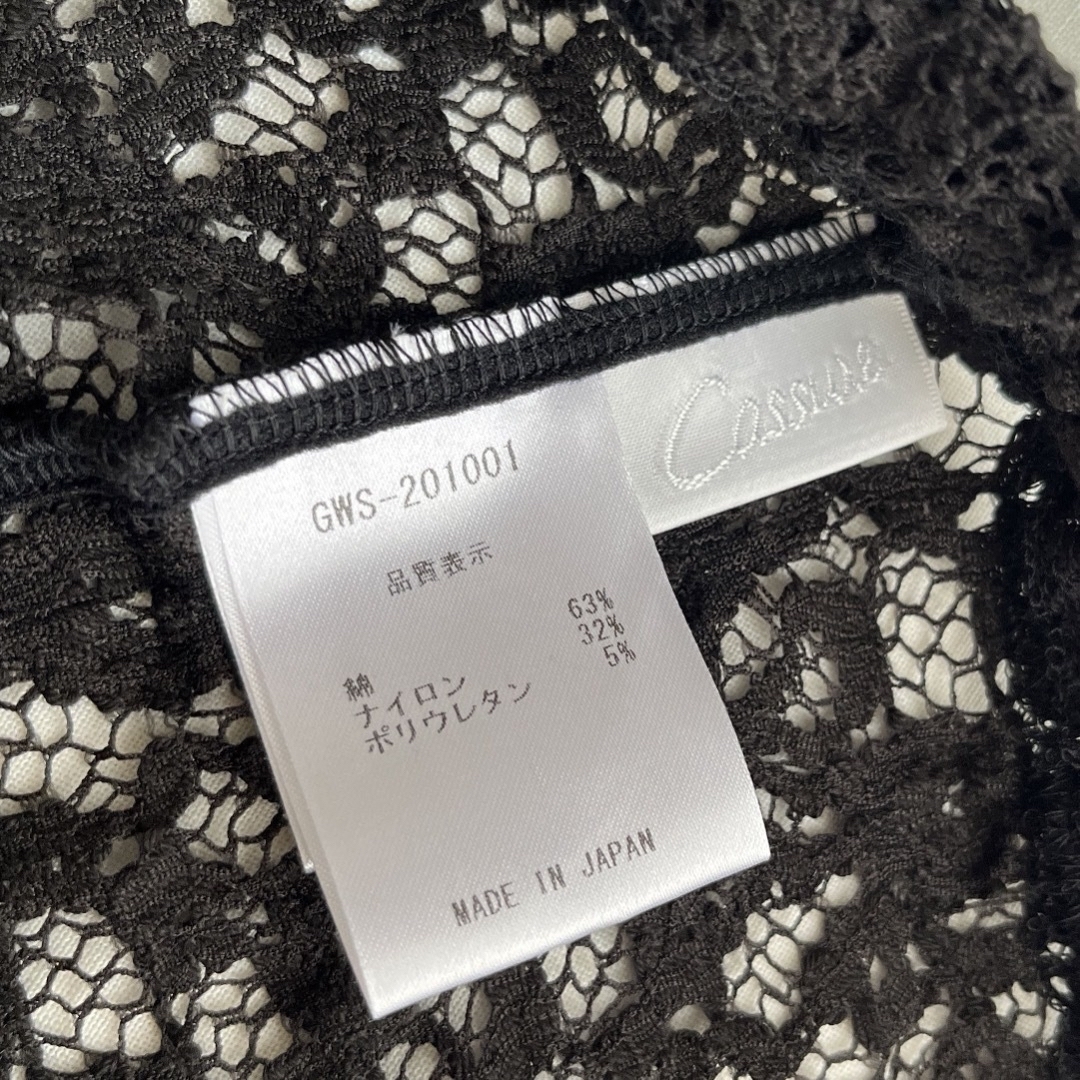 Cossuie
GWS-201001
品質表示
綿 63%
ナイロン 32%
ポリウレタン 5%
MADE IN JAPAN